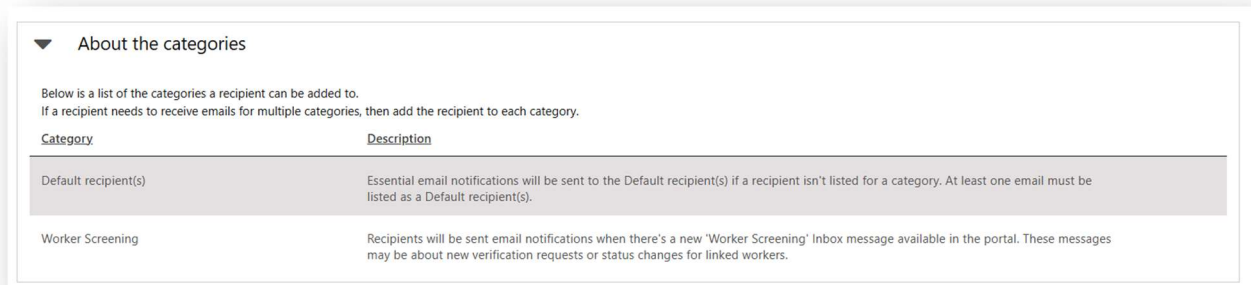 About the categories
Below is a list of the categories a recipient can be added to.
If a recipient needs to receive emails for multiple categories, then add the recipient to each category.
Category Description
Default recipient(s) Essential email notifications will be sent to the Default recipient(s) if a recipient isn't listed for a category. At least one email must be
listed as a Default recipient(s).
Worker Screening Recipients will be sent email notifications when there's a new 'Worker Screening' Inbox message available in the portal. These messages
may be about new verification requests or status changes for linked workers.